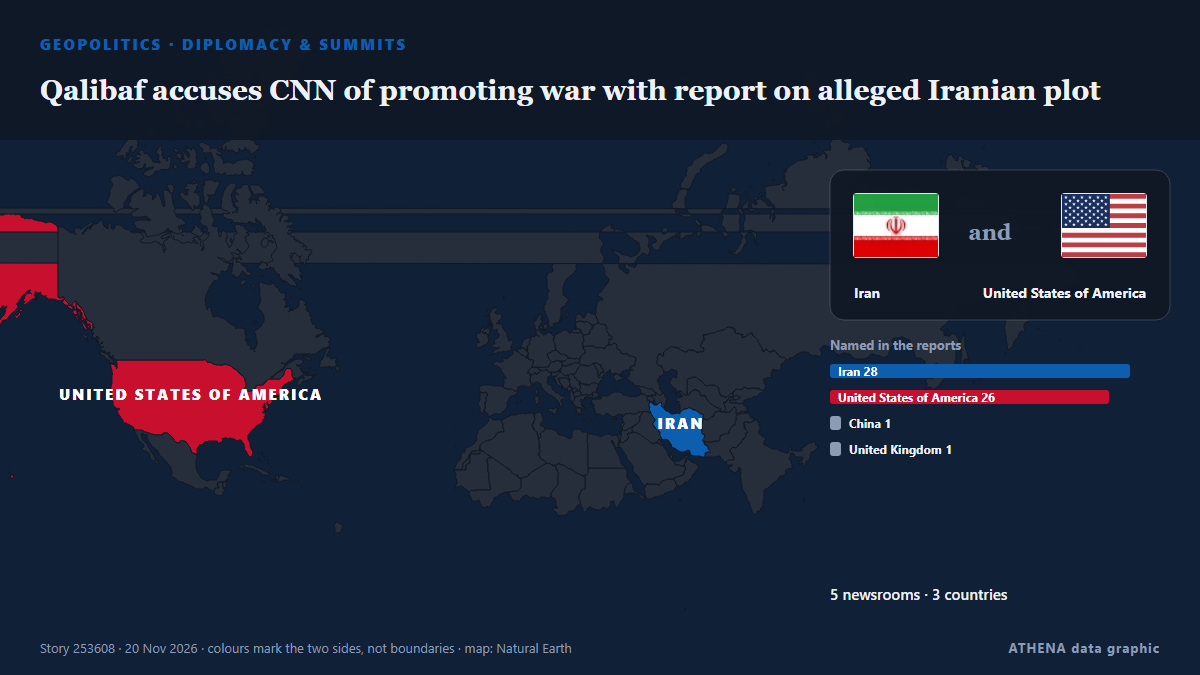 GEOPOLITICS · DIPLOMACY & SUMMITS
Qalibaf accuses CNN of promoting war with report on alleged Iranian plot
and
Iran
United States of America
Named in the reports
Iran 28
United States of America 26
China 1
United Kingdom 1
UNITED STATES OF AMERICA
IRAN
5 newsrooms · 3 countries
Story 253608 · 20 Nov 2026 · colours mark the two sides, not boundaries · map: Natural Earth
ATHENA data graphic